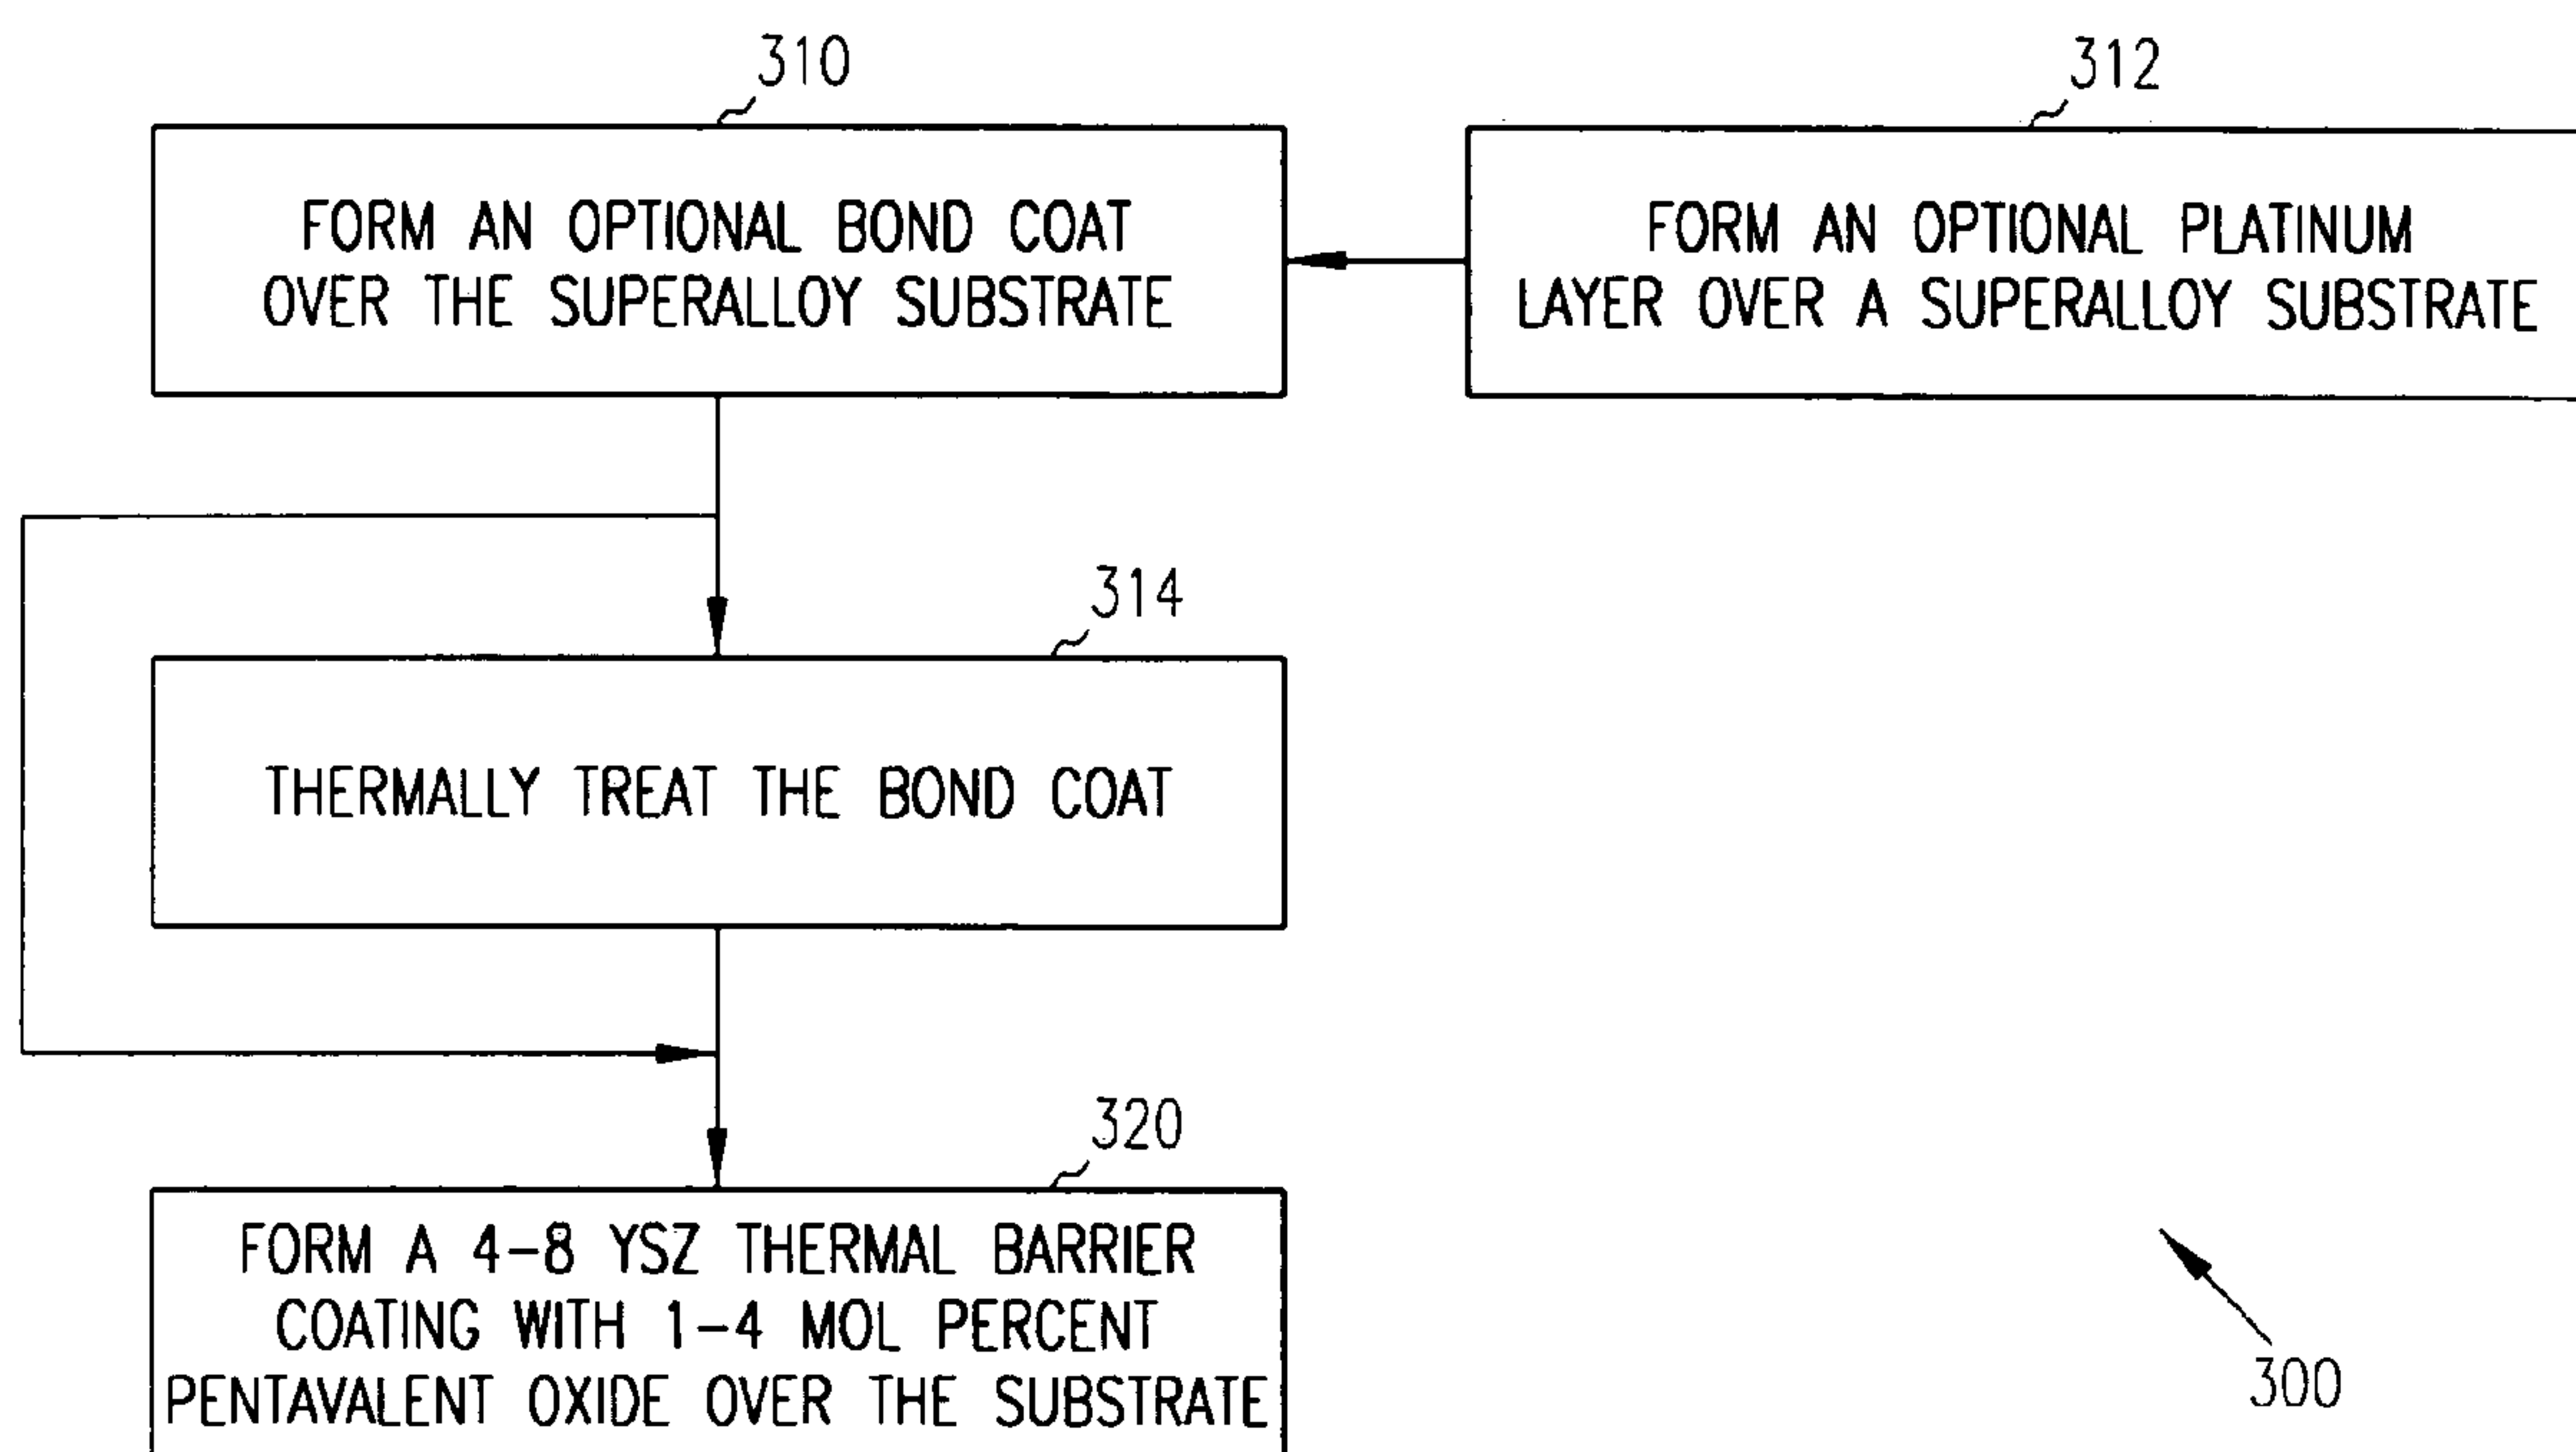 310
FORM AN OPTIONAL BOND COAT
OVER THE SUPERALLOY SUBSTRATE
312
FORM AN OPTIONAL PLATINUM
LAYER OVER A SUPERALLOY SUBSTRATE
314
THERMALLY TREAT THE BOND COAT
320
FORM A 4-8 YSZ THERMAL BARRIER
COATING WITH 1-4 MOL PERCENT
PENTAVALENT OXIDE OVER THE SUBSTRATE
300